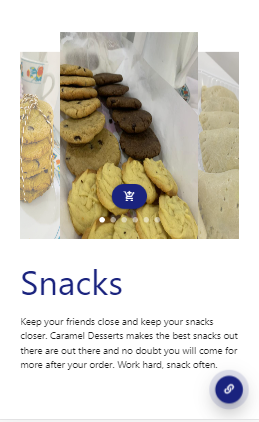 Snacks
Keep your friends close and keep your snacks
closer. Caramel Desserts makes the best snacks out
there are out there and no doubt you will come for
more after your order. Work hard, snack often.